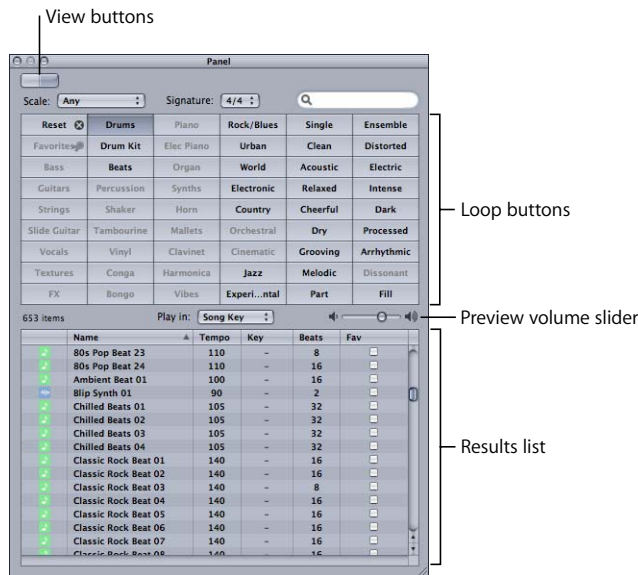 View buttons
Panel
Scale: Any Signature: 4/4
Reset Drums Piano Rock/Blues Single Ensemble
Favorites Drum Kit Elec Piano Urban Clean Distorted
Bass Beats Organ World Acoustic Electric
Guitars Percussion Synths Electronic Relaxed Intense
Strings Shaker Horn Country Cheerful Dark
Slide Guitar Tambourine Mallets Orchestral Dry Processed
Vocals Vinyl Clavinet Cinematic Grooving Arrhythmic
Textures Conga Harmonica Jazz Melodic Dissonant
FX Bongo Vibes Experi...ntal Part Fill
Loop buttons
653 items Play in: Song Key
Preview volume slider
Name Tempo Key Beats Fav
80s Pop Beat 23 110 – 8
80s Pop Beat 24 110 – 16
Ambient Beat 01 100 – 16
Blip Synth 01 90 – 2
Chilled Beats 01 105 – 32
Chilled Beats 02 105 – 32
Chilled Beats 03 105 – 32
Chilled Beats 04 105 – 32
Classic Rock Beat 01 140 – 16
Classic Rock Beat 02 140 – 16
Classic Rock Beat 03 140 – 8
Classic Rock Beat 04 140 – 16
Classic Rock Beat 05 140 – 16
Classic Rock Beat 06 140 – 16
Classic Rock Beat 07 140 – 16
Classic Rock Beat 08 140 – 16
Results list